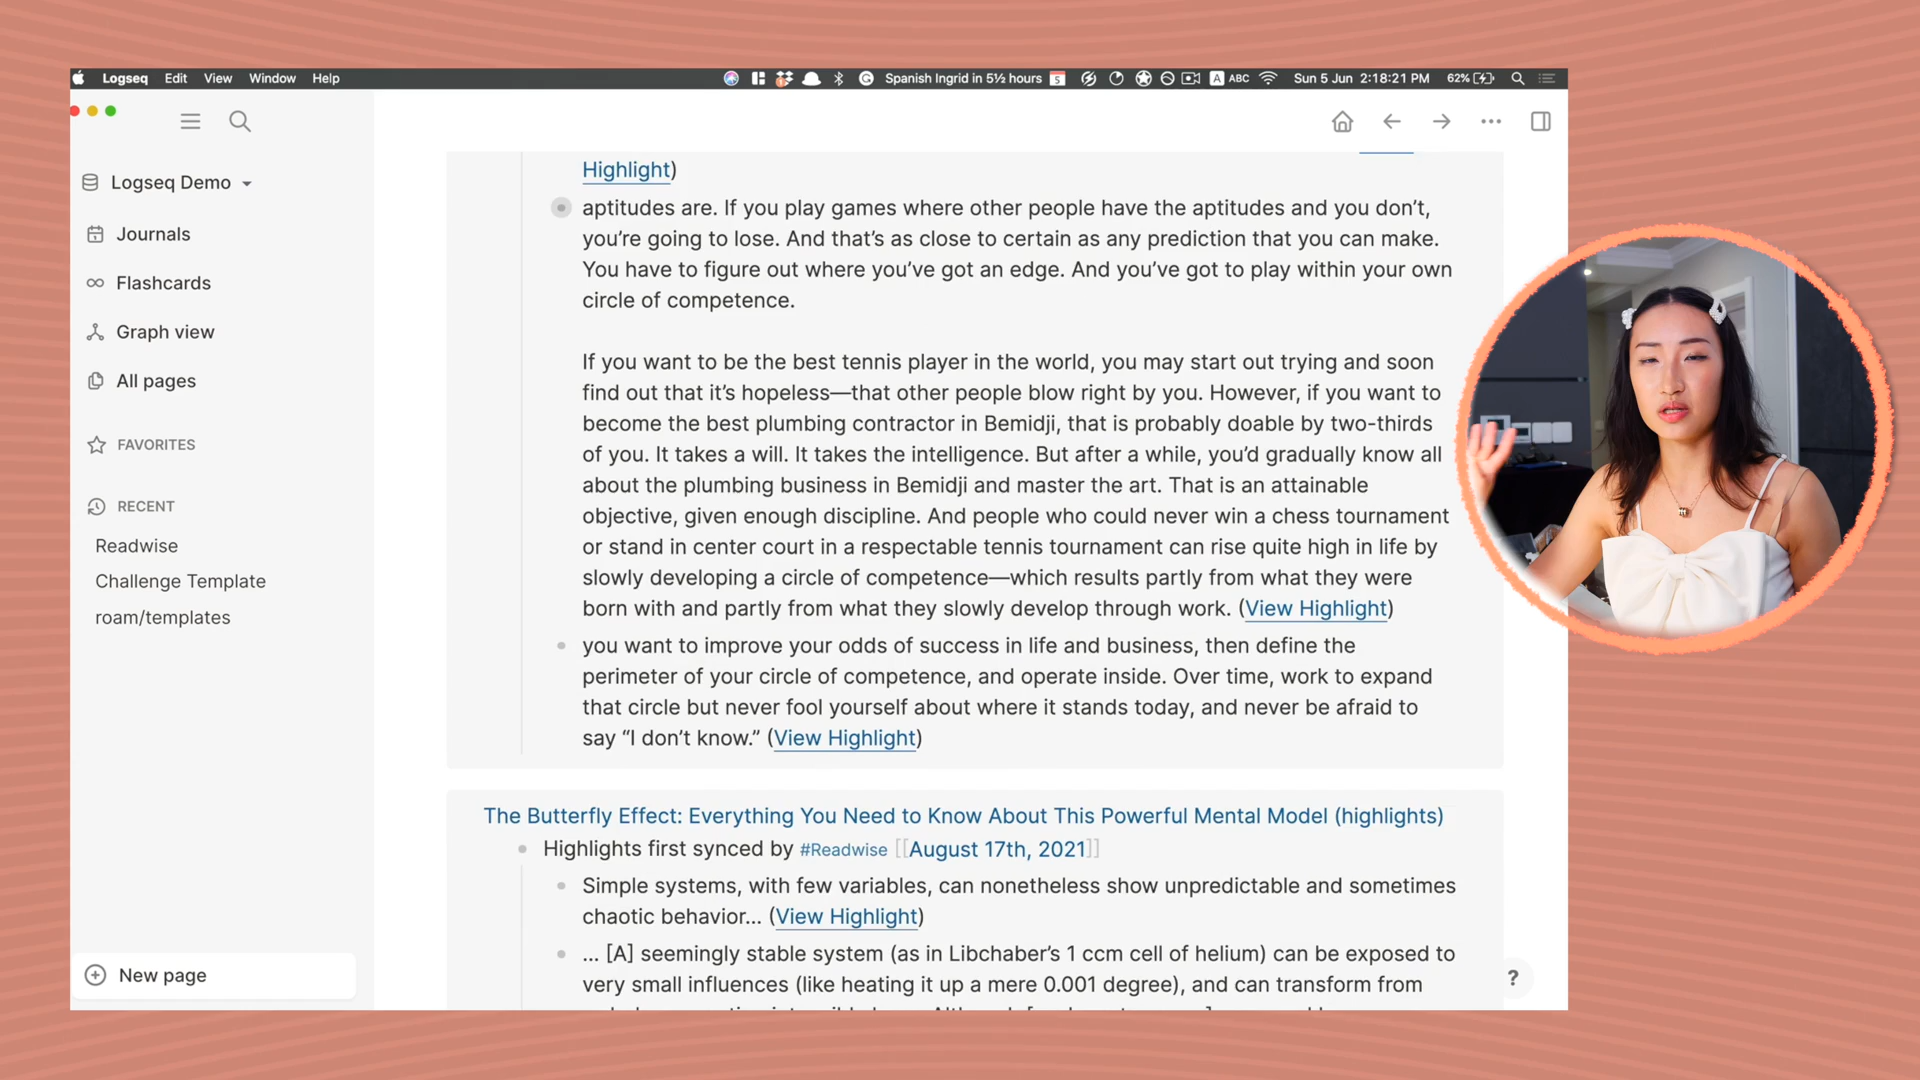 Logseq Edit View Window Help Spanish Ingrid in 5½ hours 5 A ABC Sun 5 Jun 2:18:21 PM 62%
Logseq Demo
Journals
Flashcards
Graph view
All pages
FAVORITES
RECENT
Readwise
Challenge Template
roam/templates
New page
Highlight)
aptitudes are. If you play games where other people have the aptitudes and you don’t,
you’re going to lose. And that’s as close to certain as any prediction that you can make.
You have to figure out where you’ve got an edge. And you’ve got to play within your own
circle of competence.
If you want to be the best tennis player in the world, you may start out trying and soon
find out that it’s hopeless—that other people blow right by you. However, if you want to
become the best plumbing contractor in Bemidji, that is probably doable by two-thirds
of you. It takes a will. It takes the intelligence. But after a while, you’d gradually know all
about the plumbing business in Bemidji and master the art. That is an attainable
objective, given enough discipline. And people who could never win a chess tournament
or stand in center court in a respectable tennis tournament can rise quite high in life by
slowly developing a circle of competence—which results partly from what they were
born with and partly from what they slowly develop through work. (View Highlight)
you want to improve your odds of success in life and business, then define the
perimeter of your circle of competence, and operate inside. Over time, work to expand
that circle but never fool yourself about where it stands today, and never be afraid to
say “I don’t know.” (View Highlight)
The Butterfly Effect: Everything You Need to Know About This Powerful Mental Model (highlights)
Highlights first synced by #Readwise [[August 17th, 2021]]
Simple systems, with few variables, can nonetheless show unpredictable and sometimes
chaotic behavior... (View Highlight)
... [A] seemingly stable system (as in Libchaber’s 1 ccm cell of helium) can be exposed to
very small influences (like heating it up a mere 0.001 degree), and can transform from
?